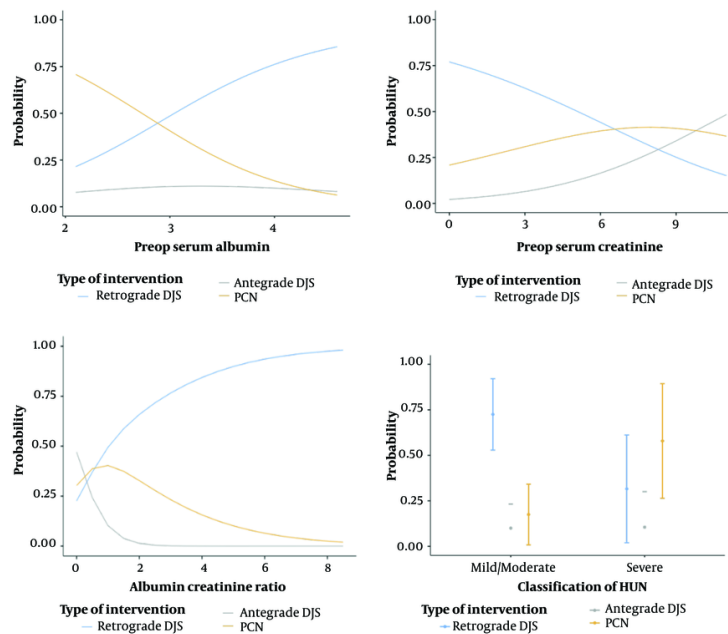 1.00
0.75
0.50
0.25
0.00
Probability
2 3 4
Preop serum albumin
Type of intervention
Retrograde DJS
Antegrade DJS
PCN
1.00
0.75
0.50
0.25
0.00
Probability
0 3 6 9
Preop serum creatinine
Type of intervention
Retrograde DJS
Antegrade DJS
PCN
1.00
0.75
0.50
0.25
0.00
Probability
0 2 4 6 8
Albumin creatinine ratio
Type of intervention
Retrograde DJS
Antegrade DJS
PCN
1.00
0.75
0.50
0.25
0.00
Probability
Mild/Moderate Severe
Classification of HUN
Type of intervention
Retrograde DJS
Antegrade DJS
PCN